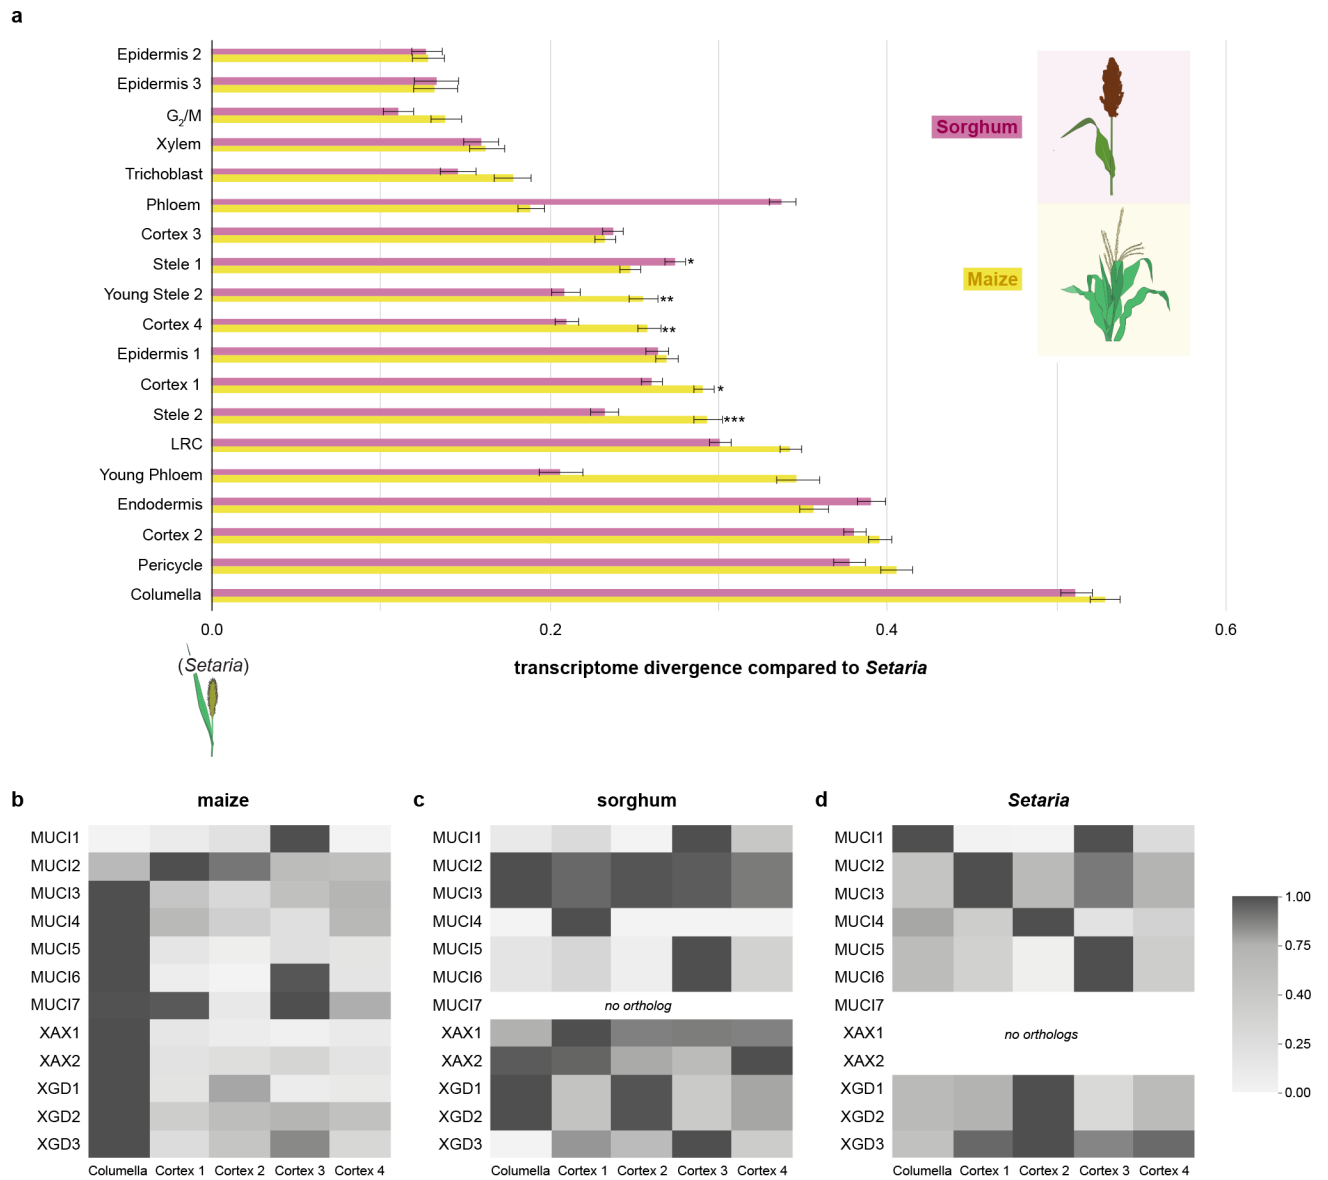 a
Epidermis 2
Epidermis 3
G2/M
Xylem
Trichoblast
Phloem
Cortex 3
Stele 1
*
Young Stele 2
**
Cortex 4
**
Epidermis 1
Cortex 1
*
Stele 2
***
LRC
Young Phloem
Endodermis
Cortex 2
Pericycle
Columella
Sorghum
Maize
0.0 0.2 0.4 0.6
(Setaria)
transcriptome divergence compared to Setaria
b maize
MUCI1
MUCI2
MUCI3
MUCI4
MUCI5
MUCI6
MUCI7
XAX1
XAX2
XGD1
XGD2
XGD3
Columella Cortex 1 Cortex 2 Cortex 3 Cortex 4
c sorghum
MUCI1
MUCI2
MUCI3
MUCI4
MUCI5
MUCI6
MUCI7 no ortholog
XAX1
XAX2
XGD1
XGD2
XGD3
Columella Cortex 1 Cortex 2 Cortex 3 Cortex 4
d Setaria
MUCI1
MUCI2
MUCI3
MUCI4
MUCI5
MUCI6
MUCI7
XAX1 no orthologs
XAX2
XGD1
XGD2
XGD3
Columella Cortex 1 Cortex 2 Cortex 3 Cortex 4
1.00
0.75
0.40
0.25
0.00